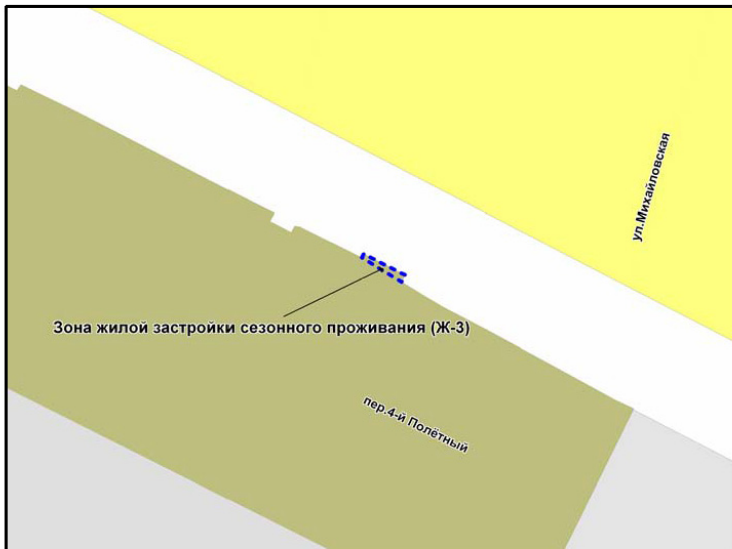 ул.Михайловская
Зона жилой застройки сезонного проживания (Ж-3)
пер.4-й Полётный